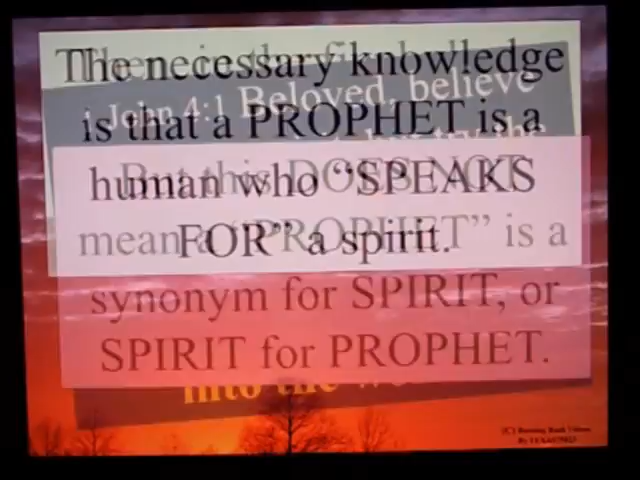 The necessary knowledge
is that a PROPHET is a
human who “SPEAKS
FOR” a spirit.
John 4:1 Beloved, believe
But this DOES NOT
mean a “PROPHET” is a
synonym for SPIRIT, or
SPIRIT for PROPHET.
into the